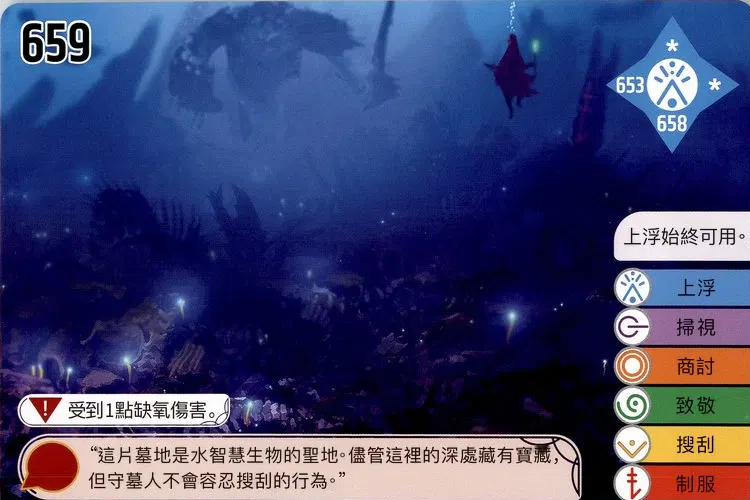 659
*
653
*
658
上浮始終可用。
上浮
掃視
商討
致敬
搜刮
制服
受到1點缺氧傷害。
“這片墓地是水智慧生物的聖地。儘管這裡的深處藏有寶藏，
但守墓人不會容忍搜刮的行為。”